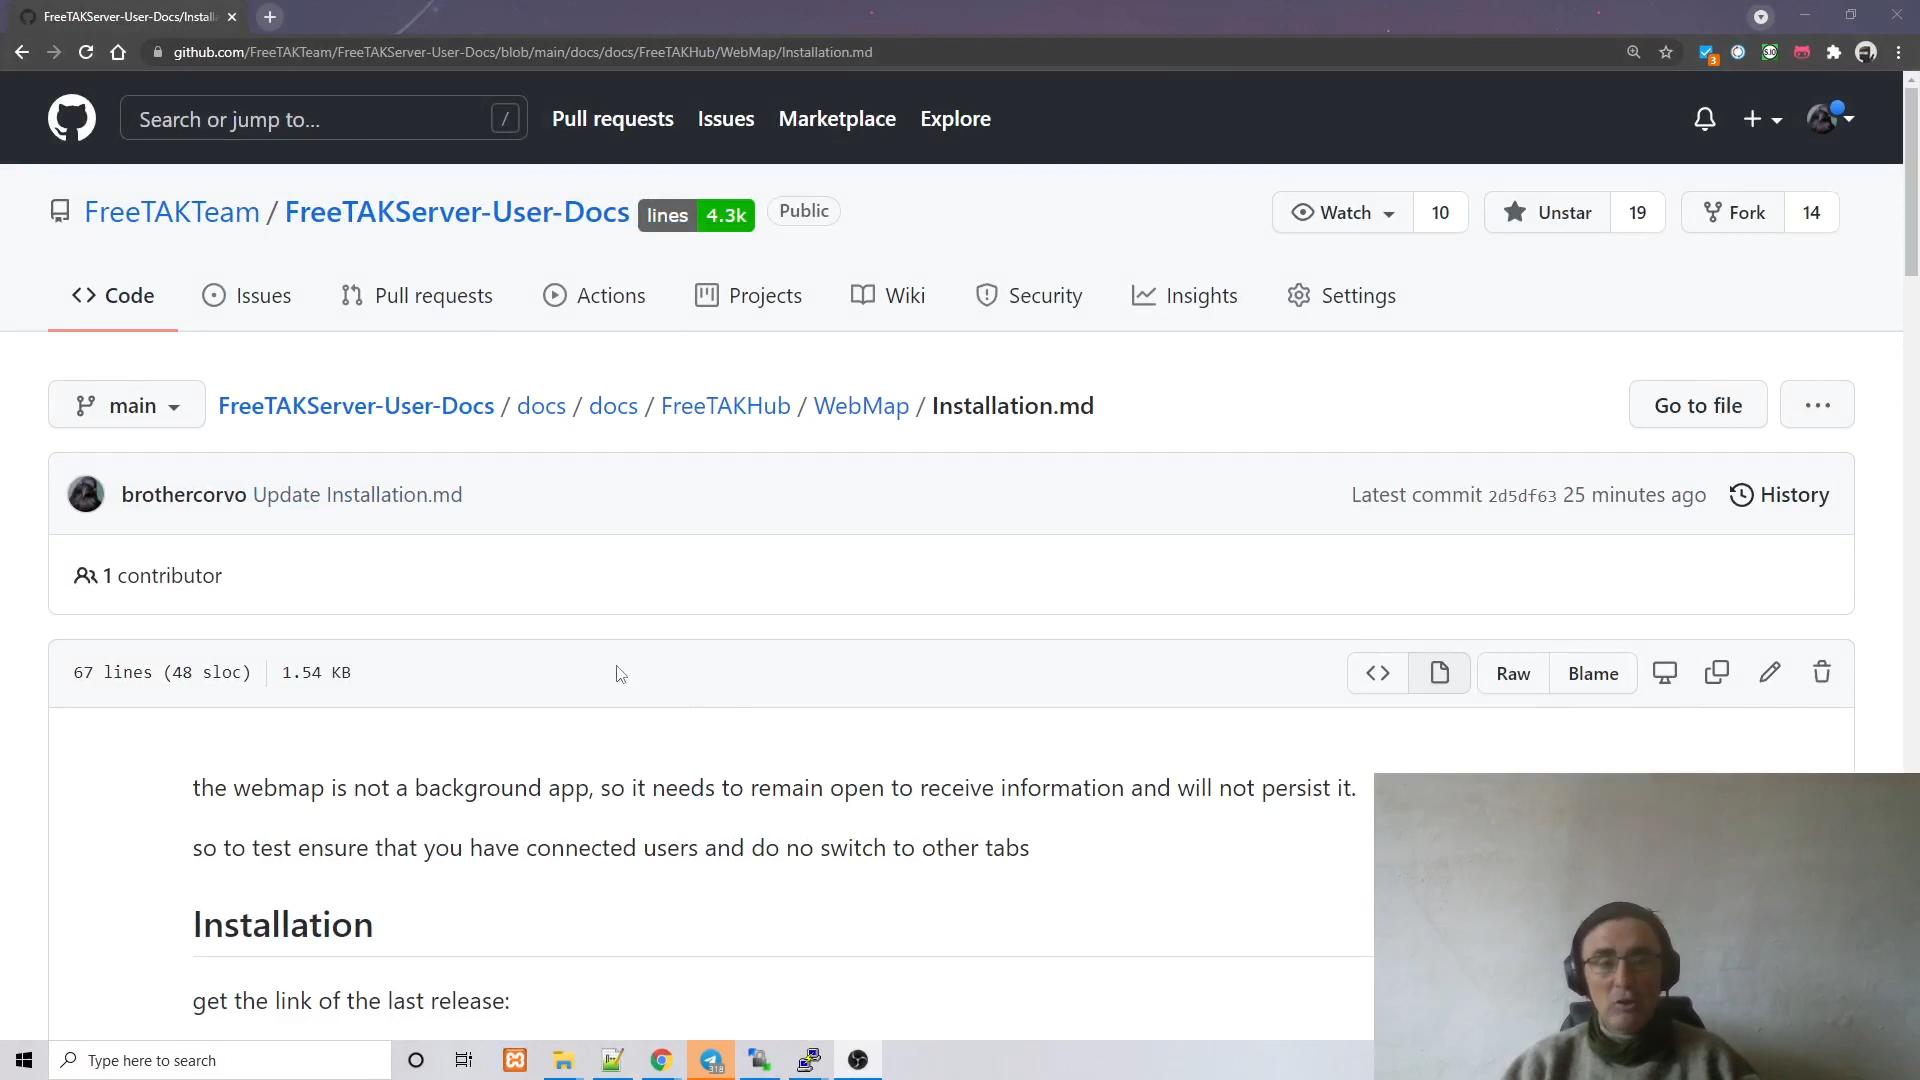 FreeTAKServer-User-Docs/Install
github.com/FreeTAKTeam/FreeTAKServer-User-Docs/blob/main/docs/docs/FreeTAKHub/WebMap/Installation.md
3
Search or jump to... /
Pull requests
Issues
Marketplace
Explore
FreeTAKTeam / FreeTAKServer-User-Docs lines 4.3k Public
Watch 10
Unstar 19
Fork 14
Code
Issues
Pull requests
Actions
Projects
Wiki
Security
Insights
Settings
main
FreeTAKServer-User-Docs / docs / docs / FreeTAKHub / WebMap / Installation.md
Go to file
brothercorvo Update Installation.md
Latest commit 2d5df63 25 minutes ago
History
1 contributor
67 lines (48 sloc) 1.54 KB
Raw
Blame
the webmap is not a background app, so it needs to remain open to receive information and will not persist it.
so to test ensure that you have connected users and do no switch to other tabs
Installation
get the link of the last release:
Type here to search
318